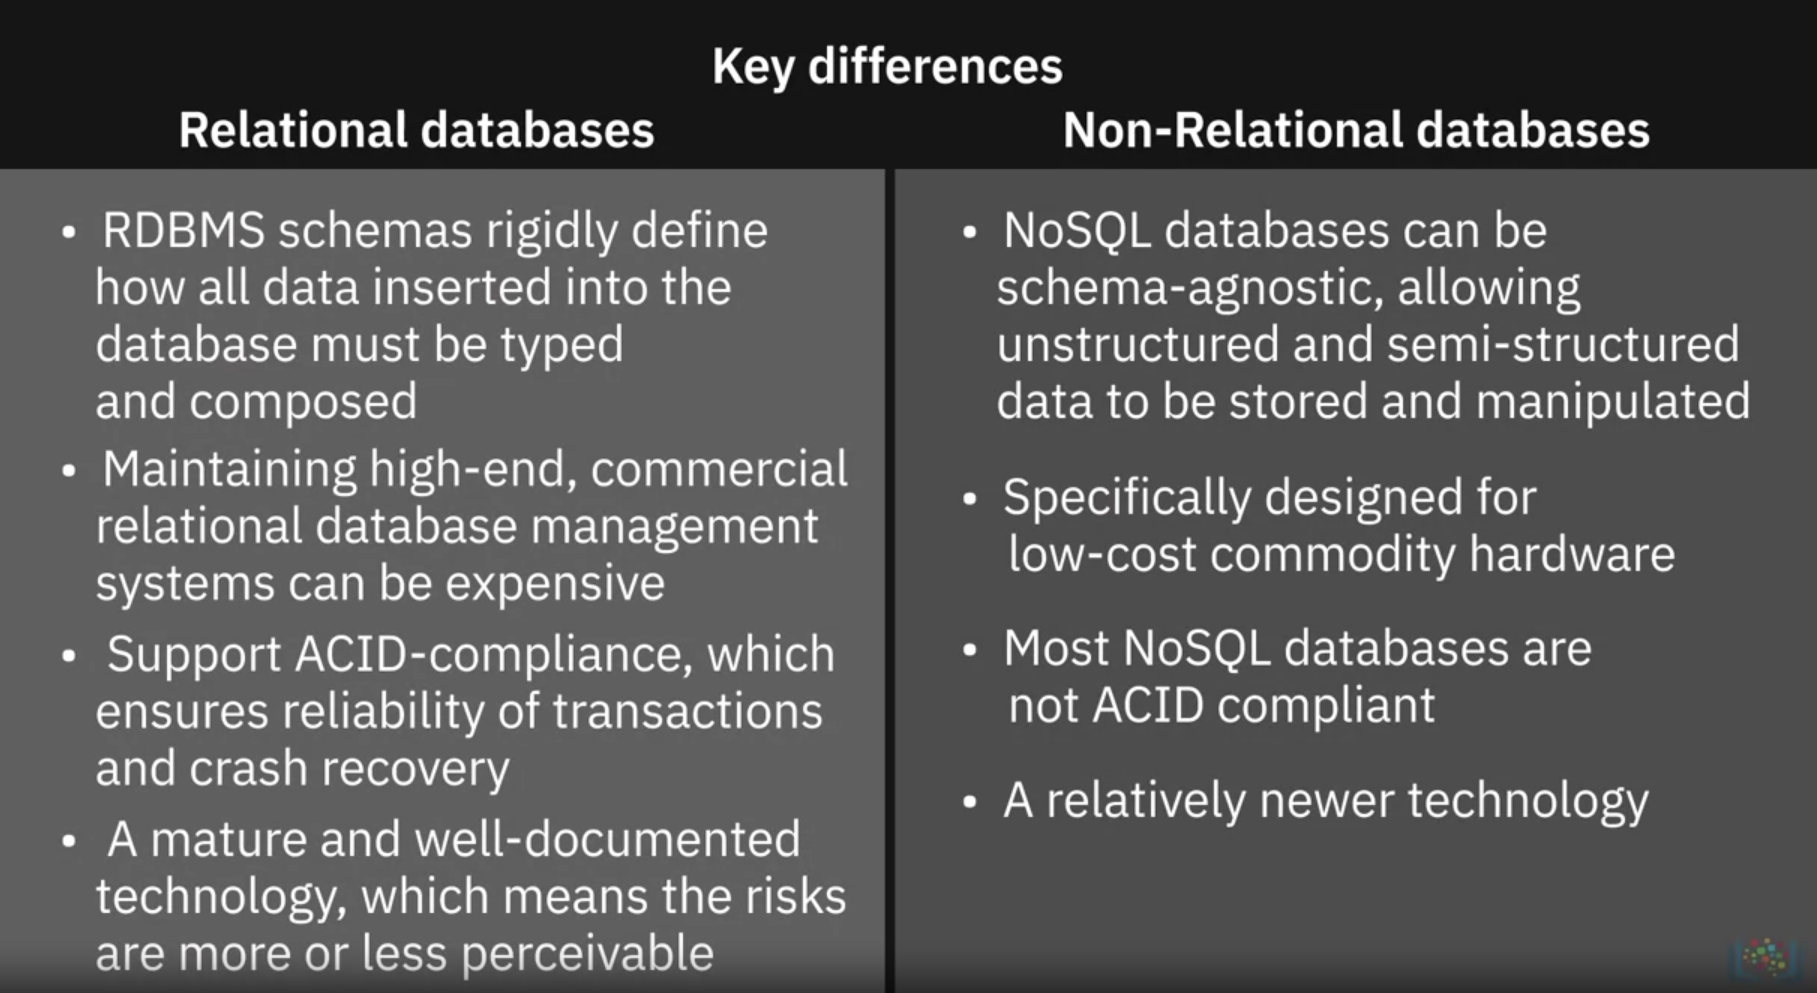 Key differences
Relational databases
• RDBMS schemas rigidly define
how all data inserted into the
database must be typed
and composed
• Maintaining high-end, commercial
relational database management
systems can be expensive
• Support ACID-compliance, which
ensures reliability of transactions
and crash recovery
• A mature and well-documented
technology, which means the risks
are more or less perceivable
Non-Relational databases
• NoSQL databases can be
schema-agnostic, allowing
unstructured and semi-structured
data to be stored and manipulated
• Specifically designed for
low-cost commodity hardware
• Most NoSQL databases are
not ACID compliant
• A relatively newer technology